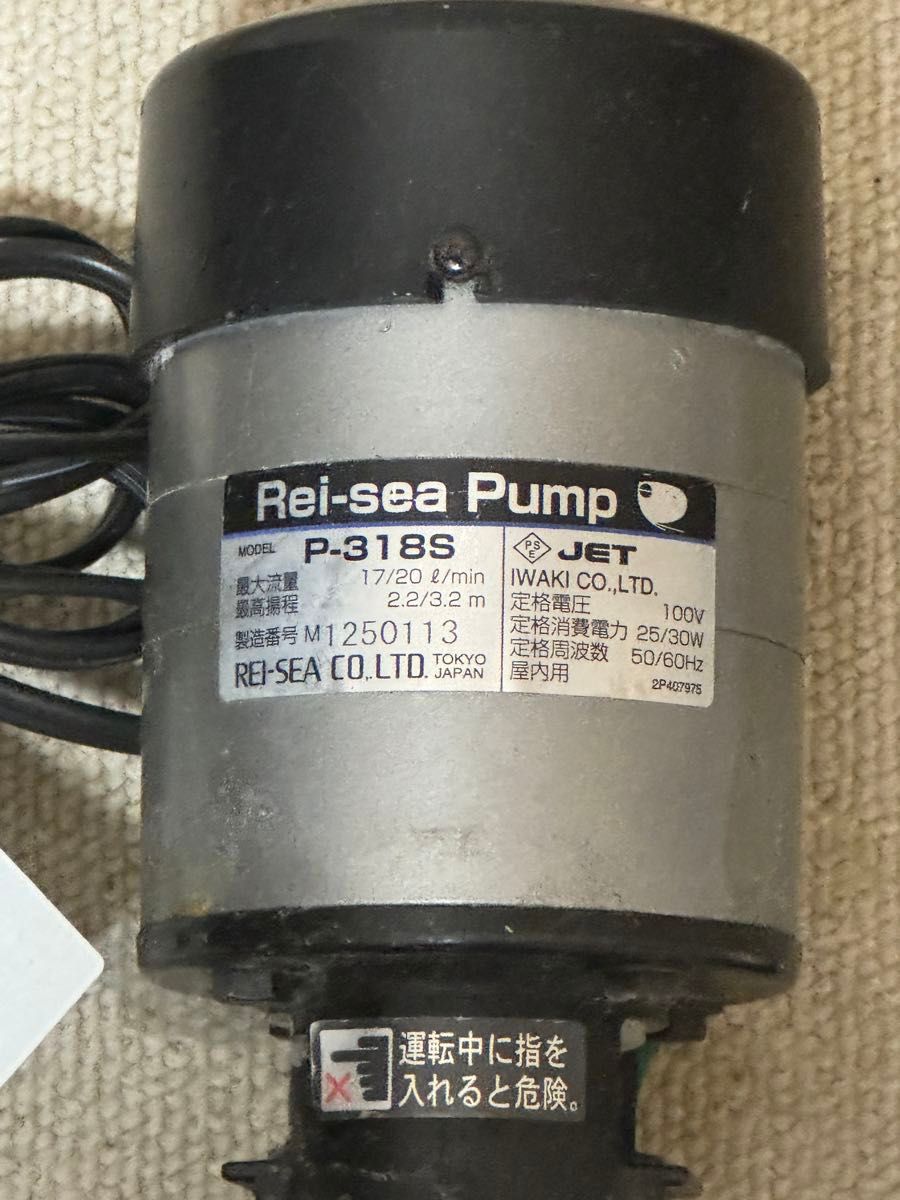 Rei-sea Pump
MODEL P-318S
最大流量 17/20 ℓ/min
最高揚程 2.2/3.2 m
製造番号 M1250113
REI-SEA CO,.LTD. TOKYO JAPAN
PSE JET
IWAKI CO.,LTD.
定格電圧 100V
定格消費電力 25/30W
定格周波数 50/60Hz
屋内用
2P407975
運転中に指を
入れると危険。